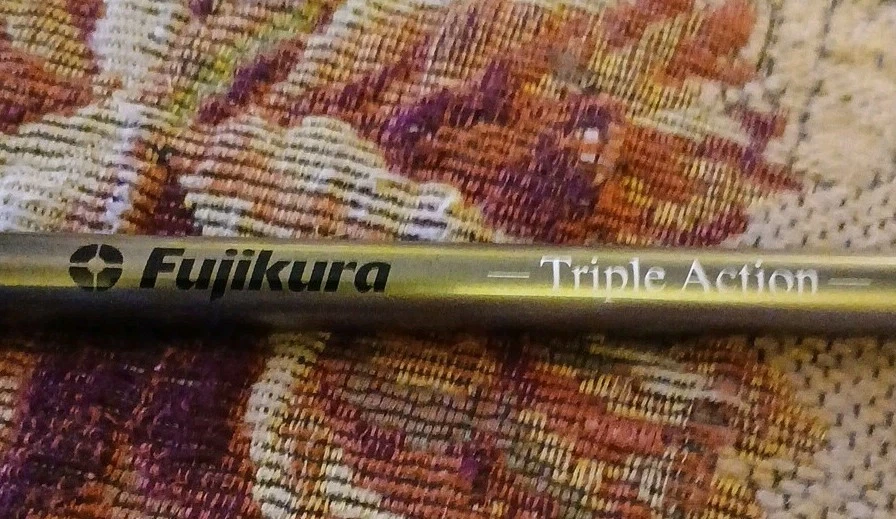 Fujikura — Triple Action —